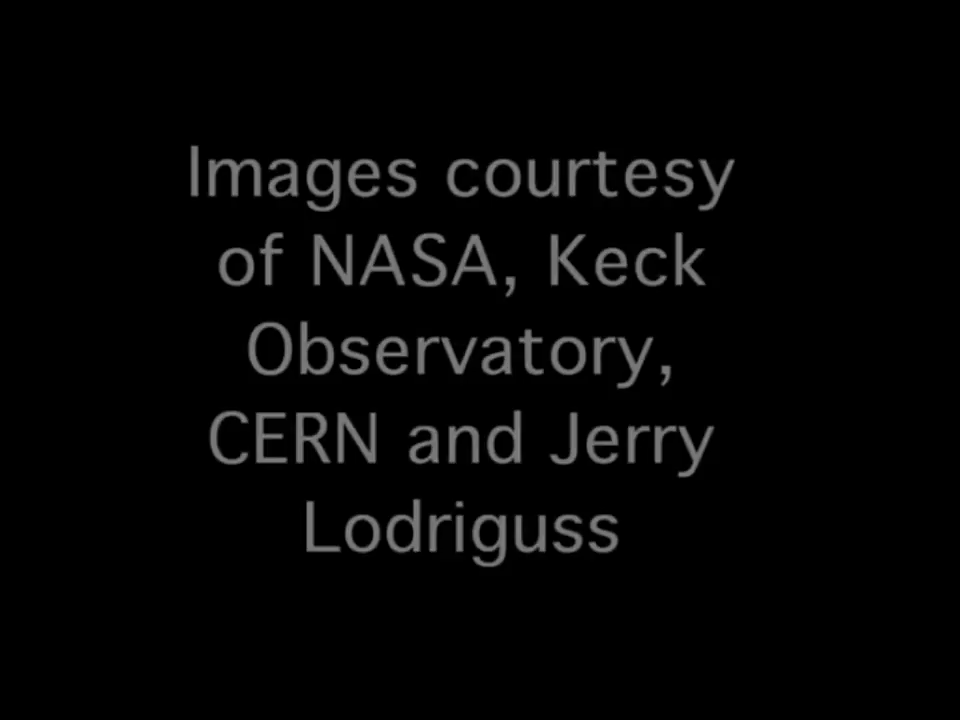 Images courtesy
of NASA, Keck
Observatory,
CERN and Jerry
Lodriguss